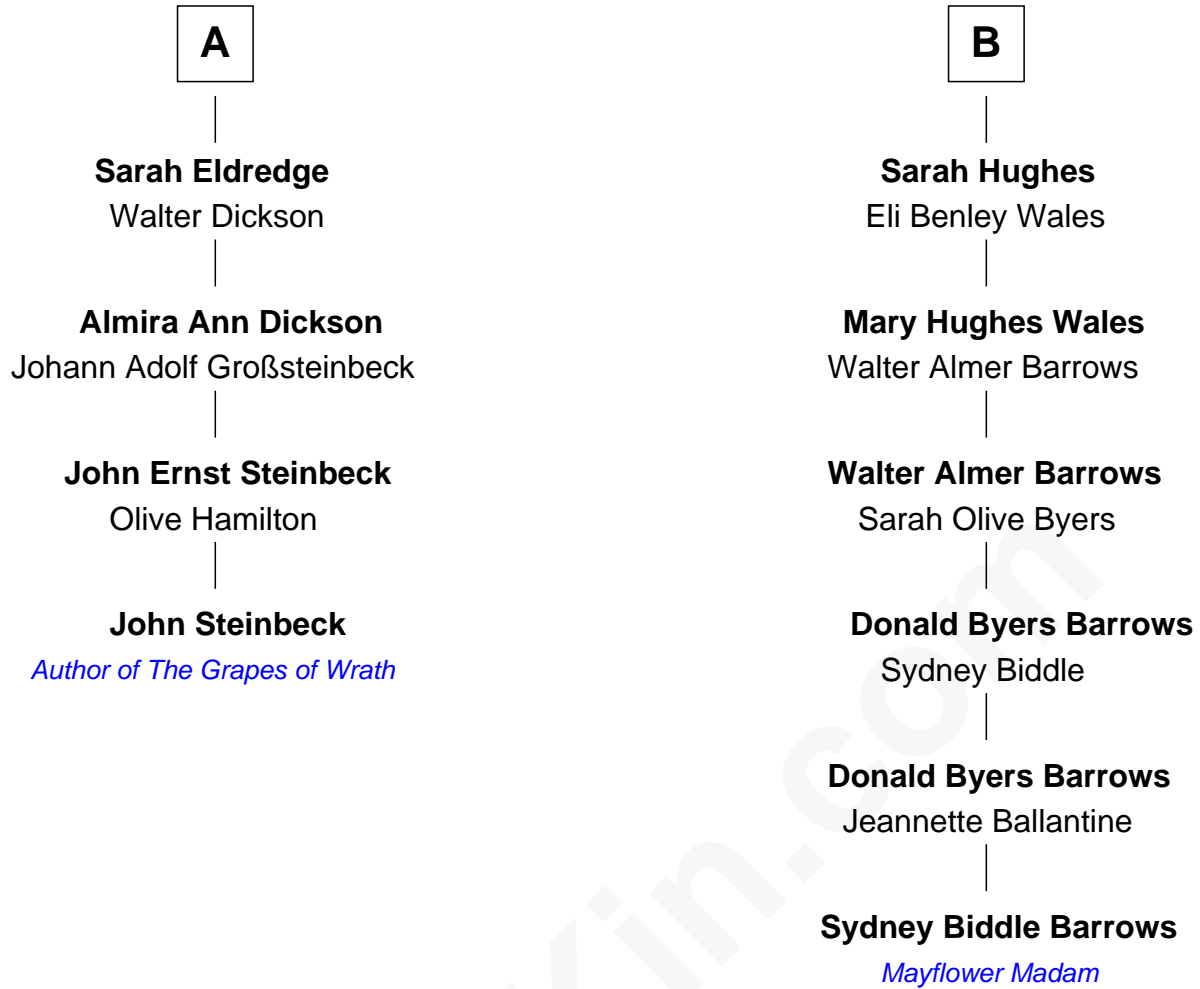 A
Sarah Eldredge
Walter Dickson
Almira Ann Dickson
Johann Adolf Großsteinbeck
John Ernst Steinbeck
Olive Hamilton
John Steinbeck
Author of The Grapes of Wrath
B
Sarah Hughes
Eli Benley Wales
Mary Hughes Wales
Walter Almer Barrows
Walter Almer Barrows
Sarah Olive Byers
Donald Byers Barrows
Sydney Biddle
Donald Byers Barrows
Jeannette Ballantine
Sydney Biddle Barrows
Mayflower Madam